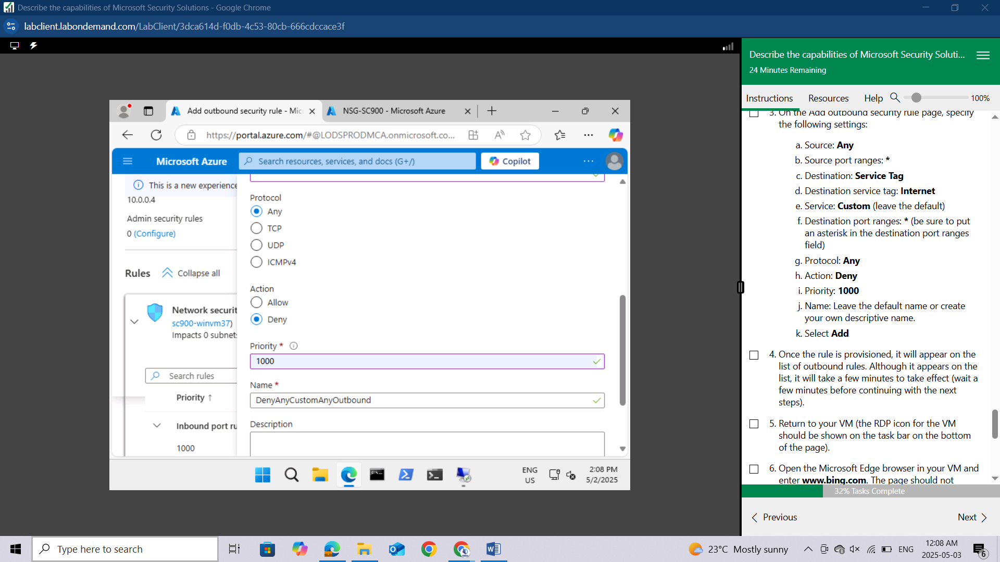 Describe the capabilities of Microsoft Security Solutions - Google Chrome
labclient.labondemand.com/LabClient/3dca614d-f0db-4c53-80cb-666cdccace3f
Describe the capabilities of Microsoft Security Soluti...
24 Minutes Remaining
Instructions Resources Help 100%
3. On the Add outbound security rule page, specify
the following settings:
a. Source: Any
b. Source port ranges: *
c. Destination: Service Tag
d. Destination service tag: Internet
e. Service: Custom (leave the default)
f. Destination port ranges: * (be sure to put
an asterisk in the destination port ranges
field)
g. Protocol: Any
h. Action: Deny
i. Priority: 1000
j. Name: Leave the default name or create
your own descriptive name.
k. Select Add
4. Once the rule is provisioned, it will appear on the
list of outbound rules. Although it appears on the
list, it will take a few minutes to take effect (wait a
few minutes before continuing with the next
steps).
5. Return to your VM (the RDP icon for the VM
should be shown on the task bar on the bottom
of the page).
6. Open the Microsoft Edge browser in your VM and
enter www.bing.com. The page should not
32% Tasks Complete
Previous Next
Add outbound security rule - Mic
NSG-SC900 - Microsoft Azure
https://portal.azure.com/#@LODSPRODMCA.onmicrosoft.co...
Microsoft Azure
Search resources, services, and docs (G+/)
Copilot
This is a new experience
10.0.0.4
Admin security rules
0 (Configure)
Rules Collapse all
Network securit
sc900-winvm37)
Impacts 0 subnet
Search rules
Priority ↑
Inbound port ru
1000
Protocol
Any
TCP
UDP
ICMPv4
Action
Allow
Deny
Priority *
1000
Name *
DenyAnyCustomAnyOutbound
Description
ENG
US
2:08 PM
5/2/2025
Type here to search
23°C Mostly sunny
ENG
12:08 AM
2025-05-03
6